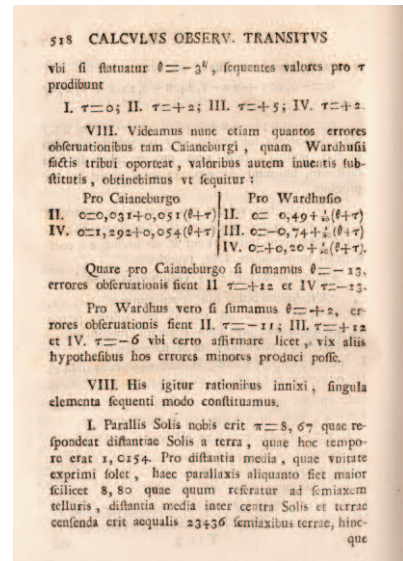 518 CALCVLVS OBSERV. TRANSITVS
vbi ſi ſtatuatur θ=-3'', ſequentes valores pro τ
prodibunt
I. τ=0; II. τ=+2; III. τ=+5; IV. τ=+2.
VIII. Videamus nunc etiam quantos errores
obſeruationibus tam Caianeburgi, quam Wardhuſii
factis tribui oporteat, valoribus autem inuentis ſub-
ſtitutis, obtinebimus vt ſequitur:
Pro Caianeburgo | Pro Wardhuſio
II. 0=0,031+0,051(θ+τ) | II. 0= 0,49+1/20(θ+τ)
IV. 0=1,292+0,054(θ+τ) | III. 0=-0,74+1/20(θ+τ)
IV. 0=+0,20+1/20(θ+τ).
Quare pro Caianeburgo ſi ſumamus θ=-13,
errores obſeruationis fient II τ=+12 et IV τ=-13.
Pro Wardhus vero ſi ſumamus θ=+2, er-
rores obſeruationis fient II. τ=-11; III. τ=+12
et IV. τ=-6 vbi certo affirmare licet, vix aliis
hypotheſibus hos errores minores produci poſſe.
VIII. His igitur rationibus innixi, ſingula
elementa ſequenti modo conſtituamus.
I. Parallis Solis nobis erit π=8, 67 quae re-
ſpondeat diſtantiae Solis a terra, quae hoc tempo-
re erat 1, 0154. Pro diſtantia media, quae vnitate
exprimi ſolet, haec parallaxis aliquanto fiet maior
ſcilicet 8, 80 quae quum referatur ad ſemiaxem
telluris, diſtantia media inter centra Solis et terrae
cenſenda erit aequalis 23436 ſemiaxibus terrae, hinc-
que